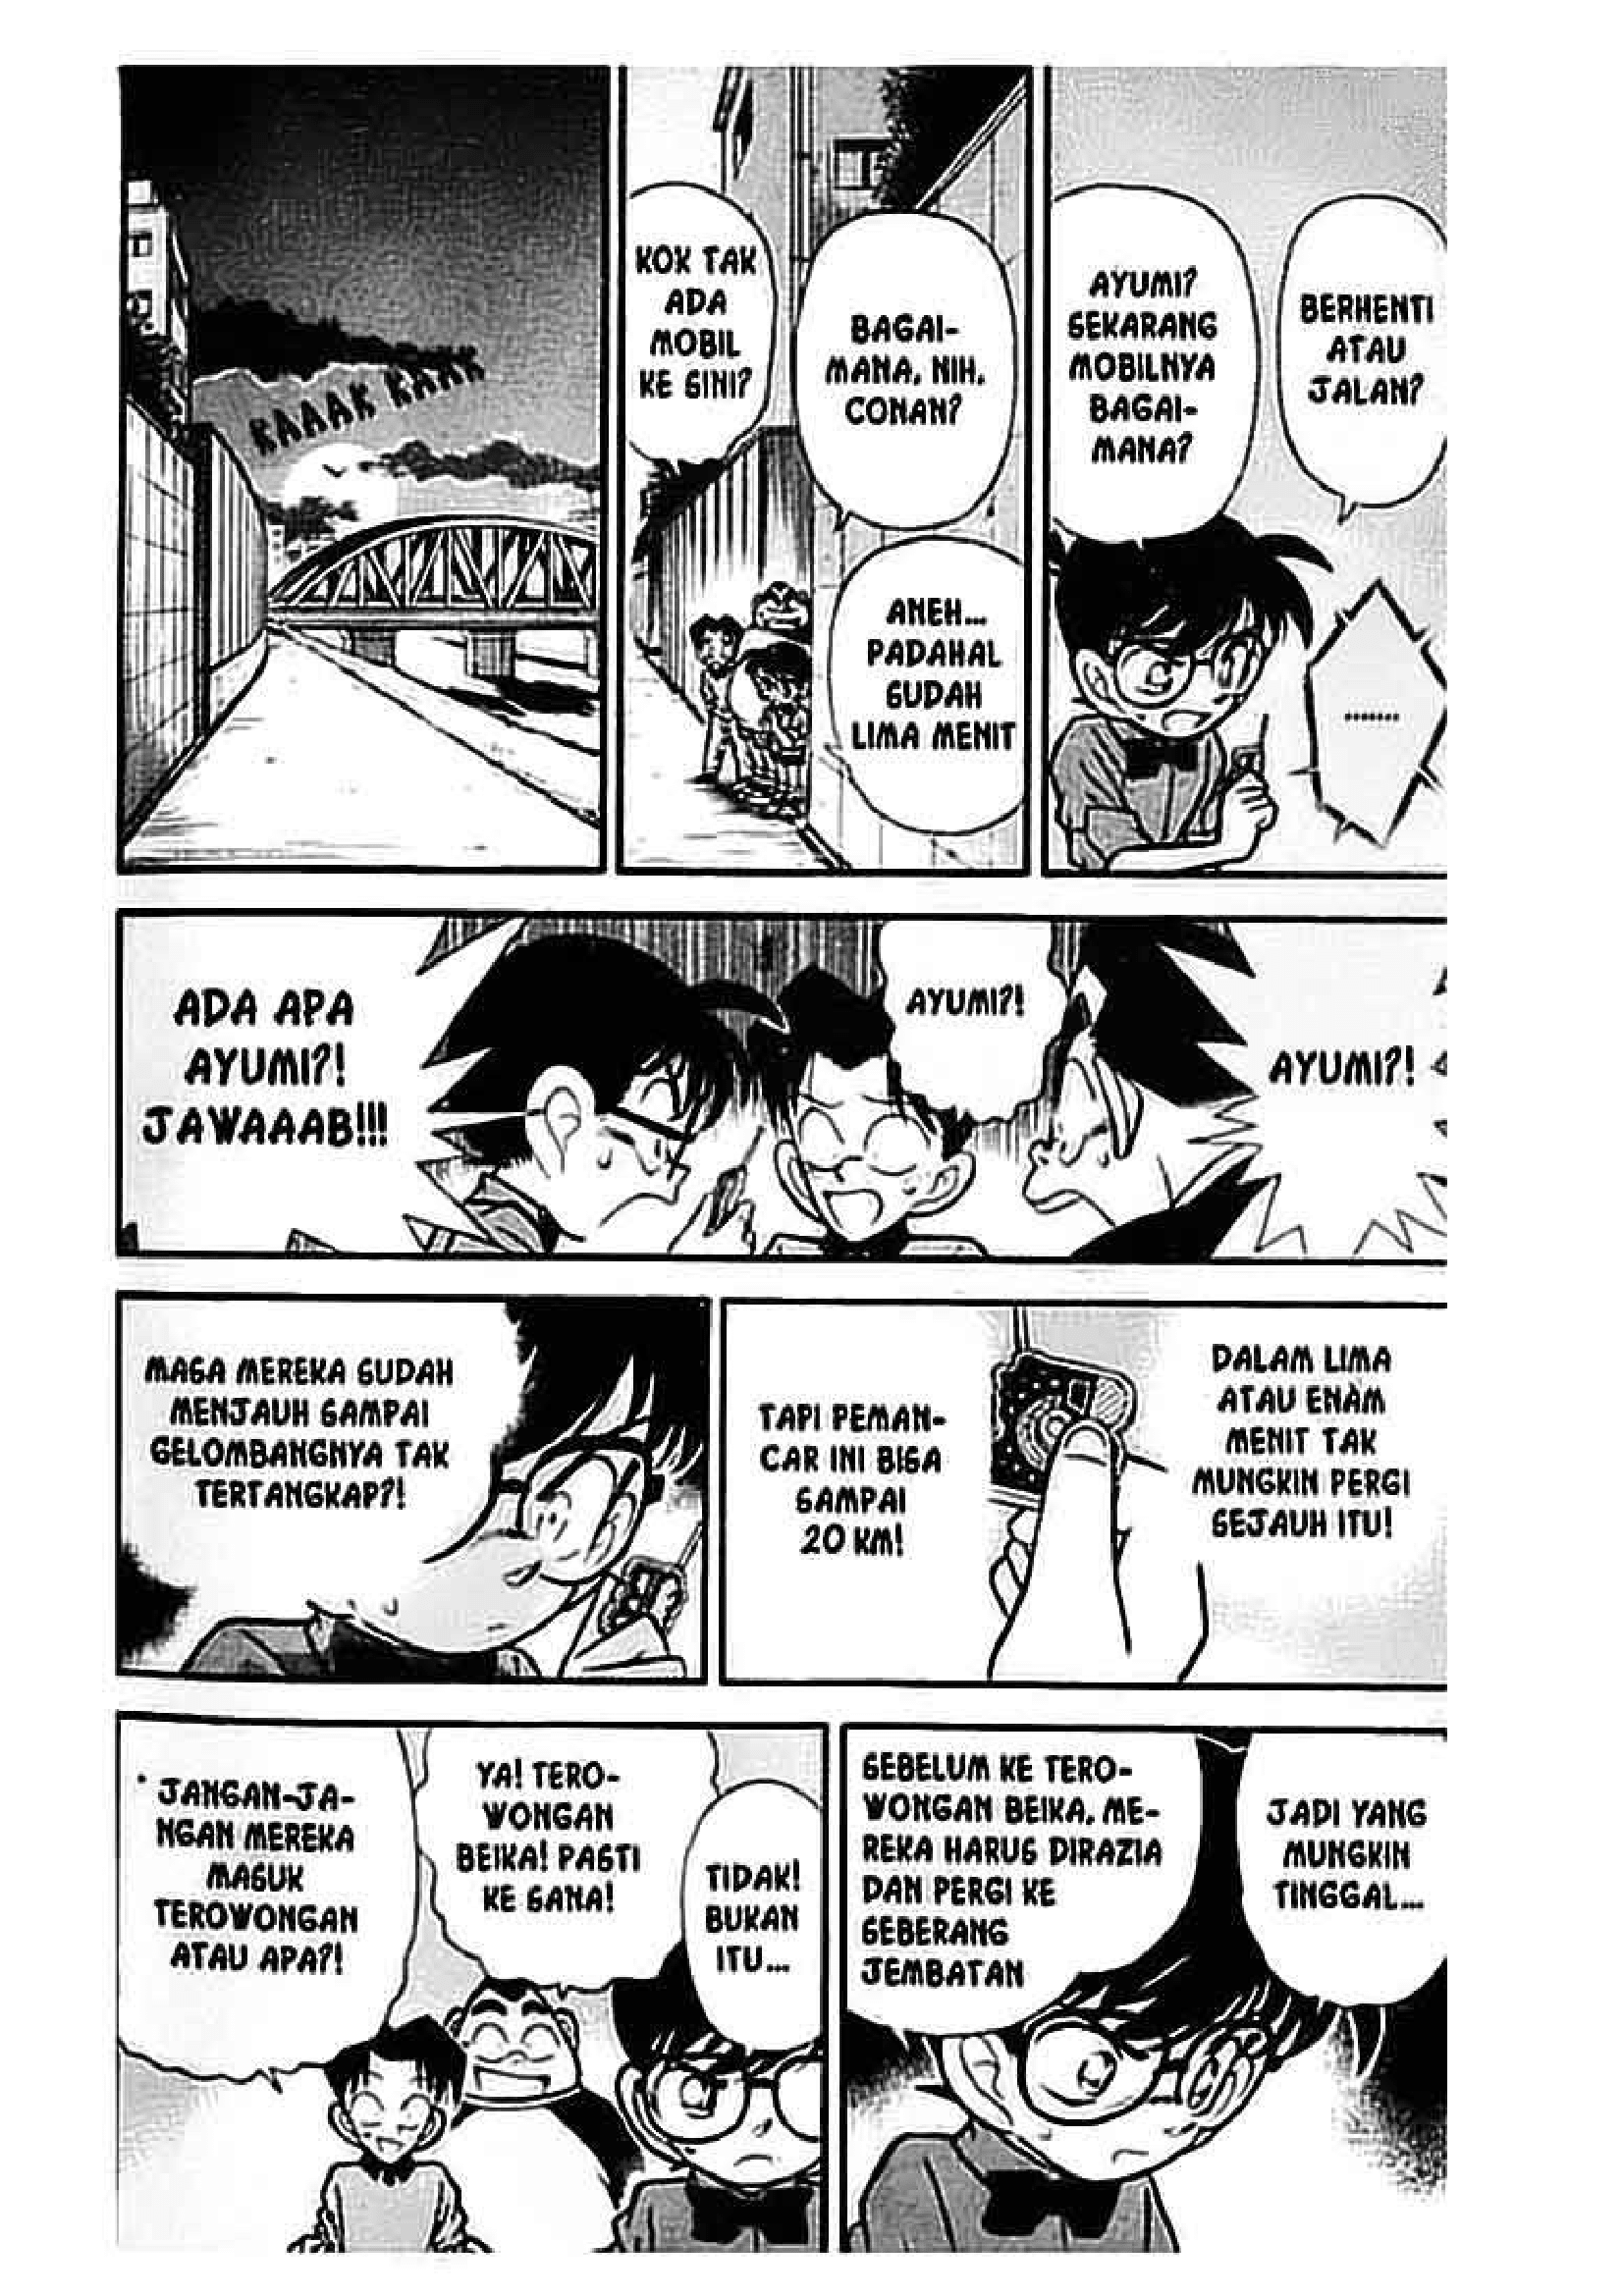 KAAAK KAAK
KOK TAK
ADA
MOBIL
KE SINI?
BAGAI-
MANA, NIH,
CONAN?
ANEH...
PADAHAL
SUDAH
LIMA MENIT
AYUMI?
SEKARANG
MOBILNYA
BAGAI-
MANA?
BERHENTI
ATAU
JALAN?
.......
ADA APA
AYUMI?!
JAWAAAB!!!
AYUMI?!
AYUMI?!
MASA MEREKA SUDAH
MENJAUH SAMPAI
GELOMBANGNYA TAK
TERTANGKAP?!
TAPI PEMAN-
CAR INI BISA
SAMPAI
20 KM!
DALAM LIMA
ATAU ENAM
MENIT TAK
MUNGKIN PERGI
SEJAUH ITU!
JANGAN-JA-
NGAN MEREKA
MASUK
TEROWONGAN
ATAU APA?!
YA! TERO-
WONGAN
BEIKA! PASTI
KE SANA!
TIDAK!
BUKAN
ITU...
SEBELUM KE TERO-
WONGAN BEIKA, ME-
REKA HARUS DIRAZIA
DAN PERGI KE
SEBERANG
JEMBATAN
JADI YANG
MUNGKIN
TINGGAL...